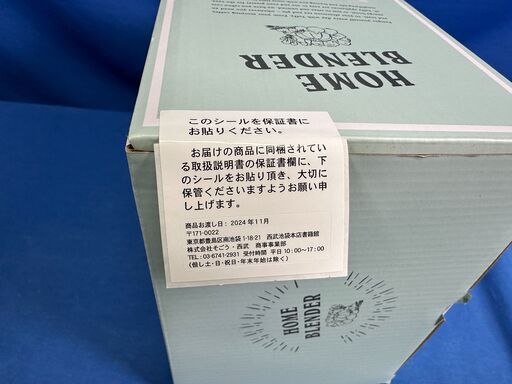 HOME
BLENDER
このシールを保証書に
お貼りください。
お届けの商品に同梱されている取扱説明書の保証書欄に、下のシールをお貼り頂き、大切に保管くださいますようお願い申し上げます。
商品お渡し日：2024年11月
〒171-0022
東京都豊島区南池袋1-18-21　西武池袋本店書籍館
株式会社そごう・西武　商事事業部
TEL：03-6741-2931 受付時間 平日10：00～17：00
（但し土・日・祝日・年末年始は除く）
HOME
BLENDER